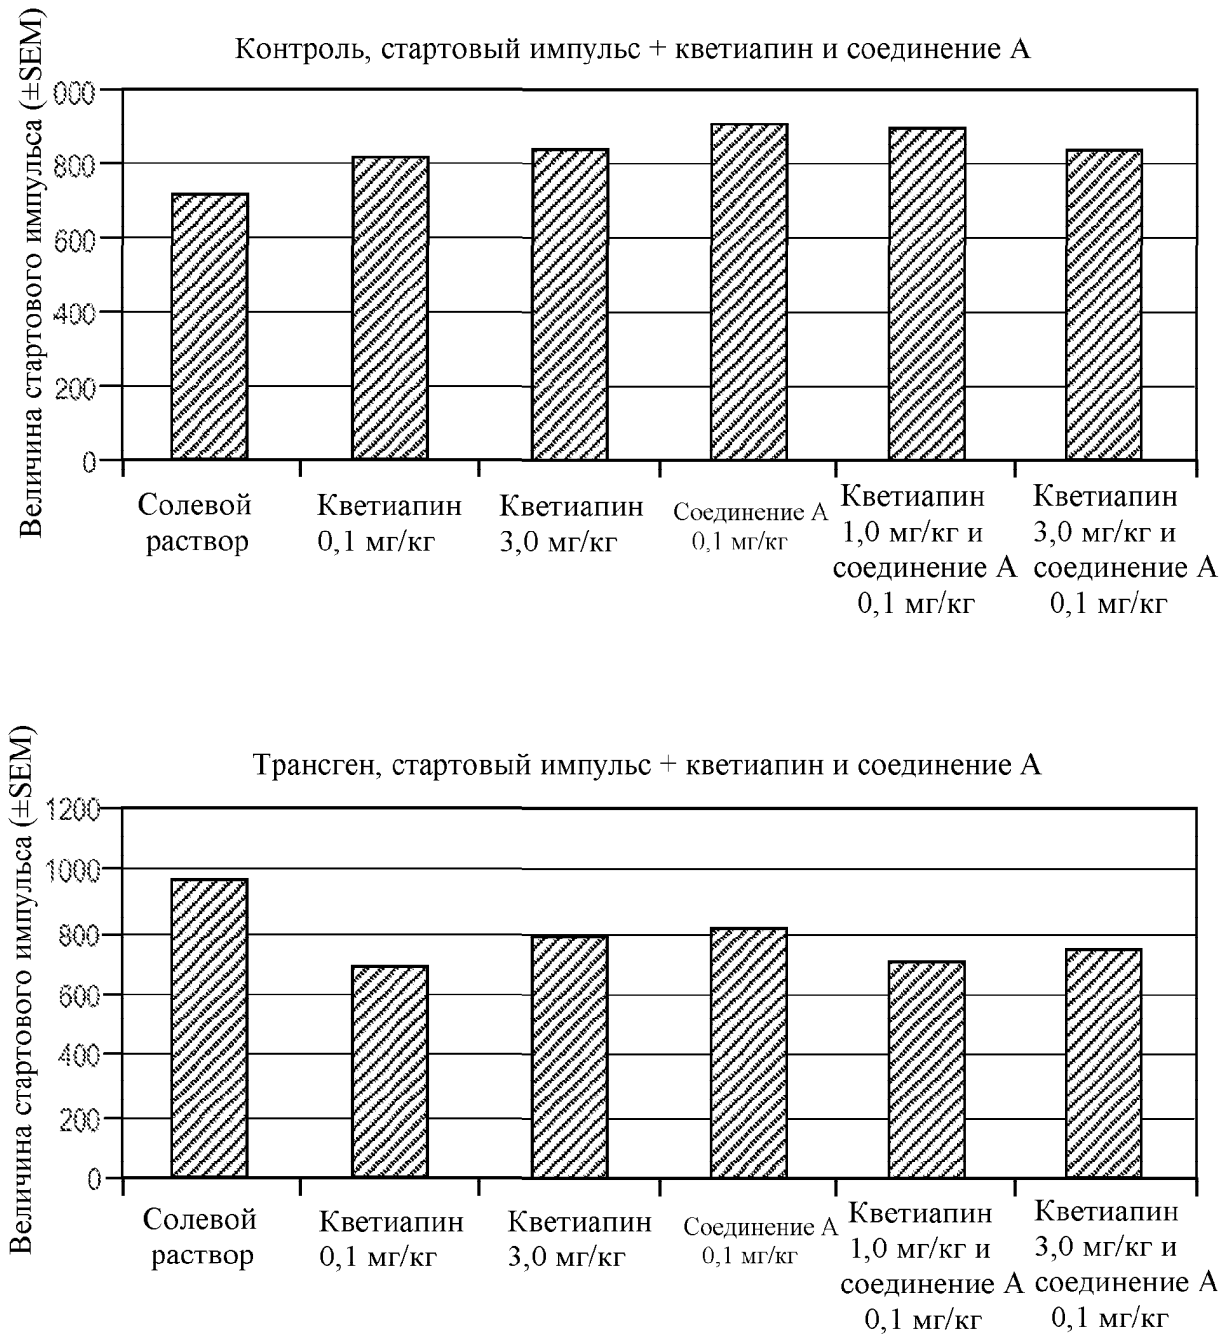 Контроль, стартовый импульс + кветиапин и соединение А
Величина стартового импульса (±SEM)
000
800
600
400
200
0
Солевой
раствор
Кветиапин
0,1 мг/кг
Кветиапин
3,0 мг/кг
Соединение А
0,1 мг/кг
Кветиапин
1,0 мг/кг и
соединение А
0,1 мг/кг
Кветиапин
3,0 мг/кг и
соединение А
0,1 мг/кг
Трансген, стартовый импульс + кветиапин и соединение А
Величина стартового импульса (±SEM)
1200
1000
800
600
400
200
0
Солевой
раствор
Кветиапин
0,1 мг/кг
Кветиапин
3,0 мг/кг
Соединение А
0,1 мг/кг
Кветиапин
1,0 мг/кг и
соединение А
0,1 мг/кг
Кветиапин
3,0 мг/кг и
соединение А
0,1 мг/кг